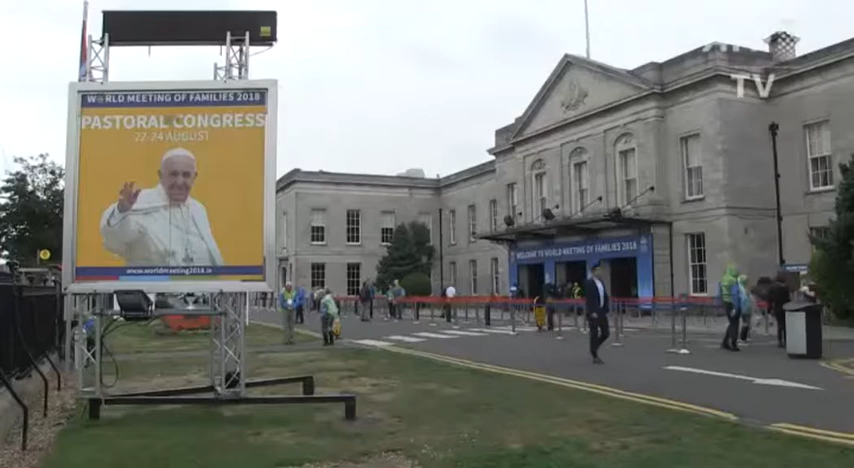 WORLD MEETING OF FAMILIES 2018
PASTORAL CONGRESS
22-24 AUGUST
www.worldmeeting2018.ie
WELCOME TO WORLD MEETING OF FAMILIES 2018
TV